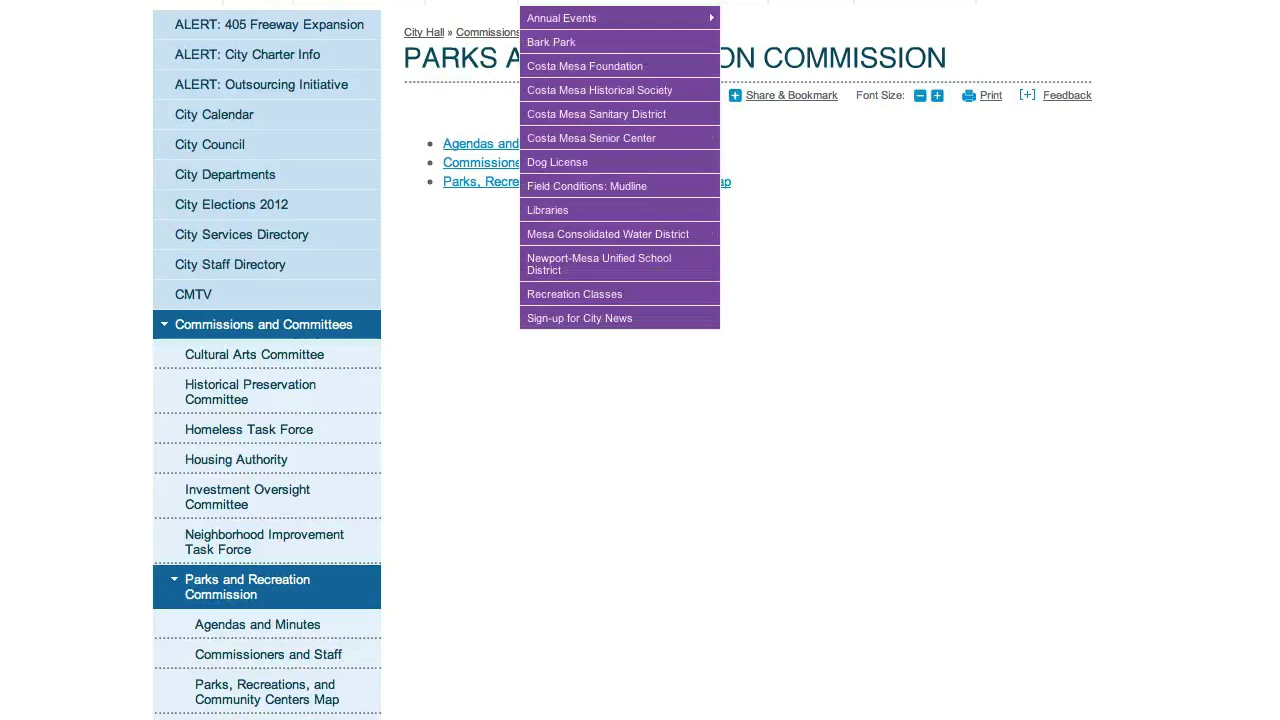 ALERT: 405 Freeway Expansion
ALERT: City Charter Info
ALERT: Outsourcing Initiative
City Calendar
City Council
City Departments
City Elections 2012
City Services Directory
City Staff Directory
CMTV
Commissions and Committees
Cultural Arts Committee
Historical Preservation
Committee
Homeless Task Force
Housing Authority
Investment Oversight
Committee
Neighborhood Improvement
Task Force
Parks and Recreation
Commission
Agendas and Minutes
Commissioners and Staff
Parks, Recreations, and
Community Centers Map
City Hall » Commissions
PARKS A ON COMMISSION
Share & Bookmark Font Size: Print [+] Feedback
Agendas and
Commissione
Parks, Recre ap
Annual Events
Bark Park
Costa Mesa Foundation
Costa Mesa Historical Society
Costa Mesa Sanitary District
Costa Mesa Senior Center
Dog License
Field Conditions: Mudline
Libraries
Mesa Consolidated Water District
Newport-Mesa Unified School
District
Recreation Classes
Sign-up for City News